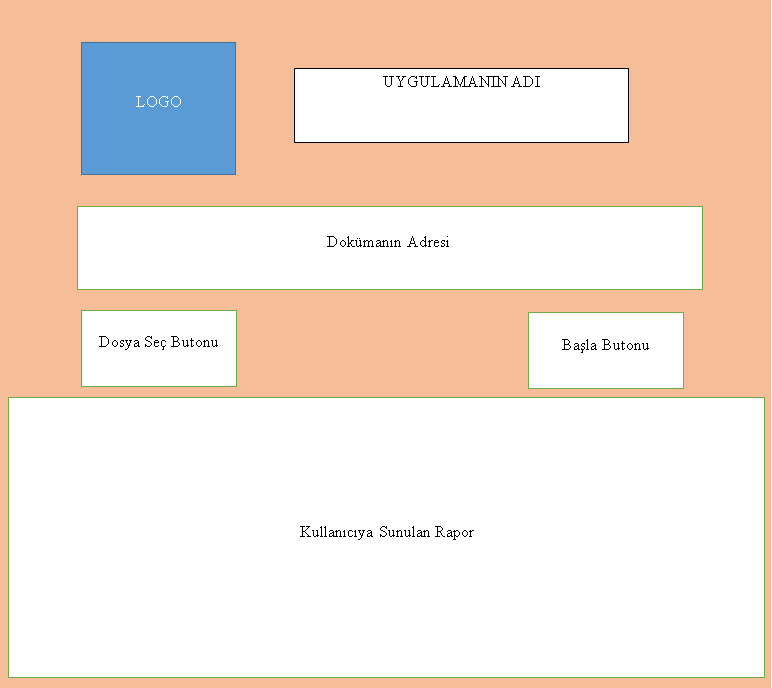 LOGO
UYGULAMANIN ADI
Dokümanın Adresi
Dosya Seç Butonu
Başla Butonu
Kullanıcıya Sunulan Rapor